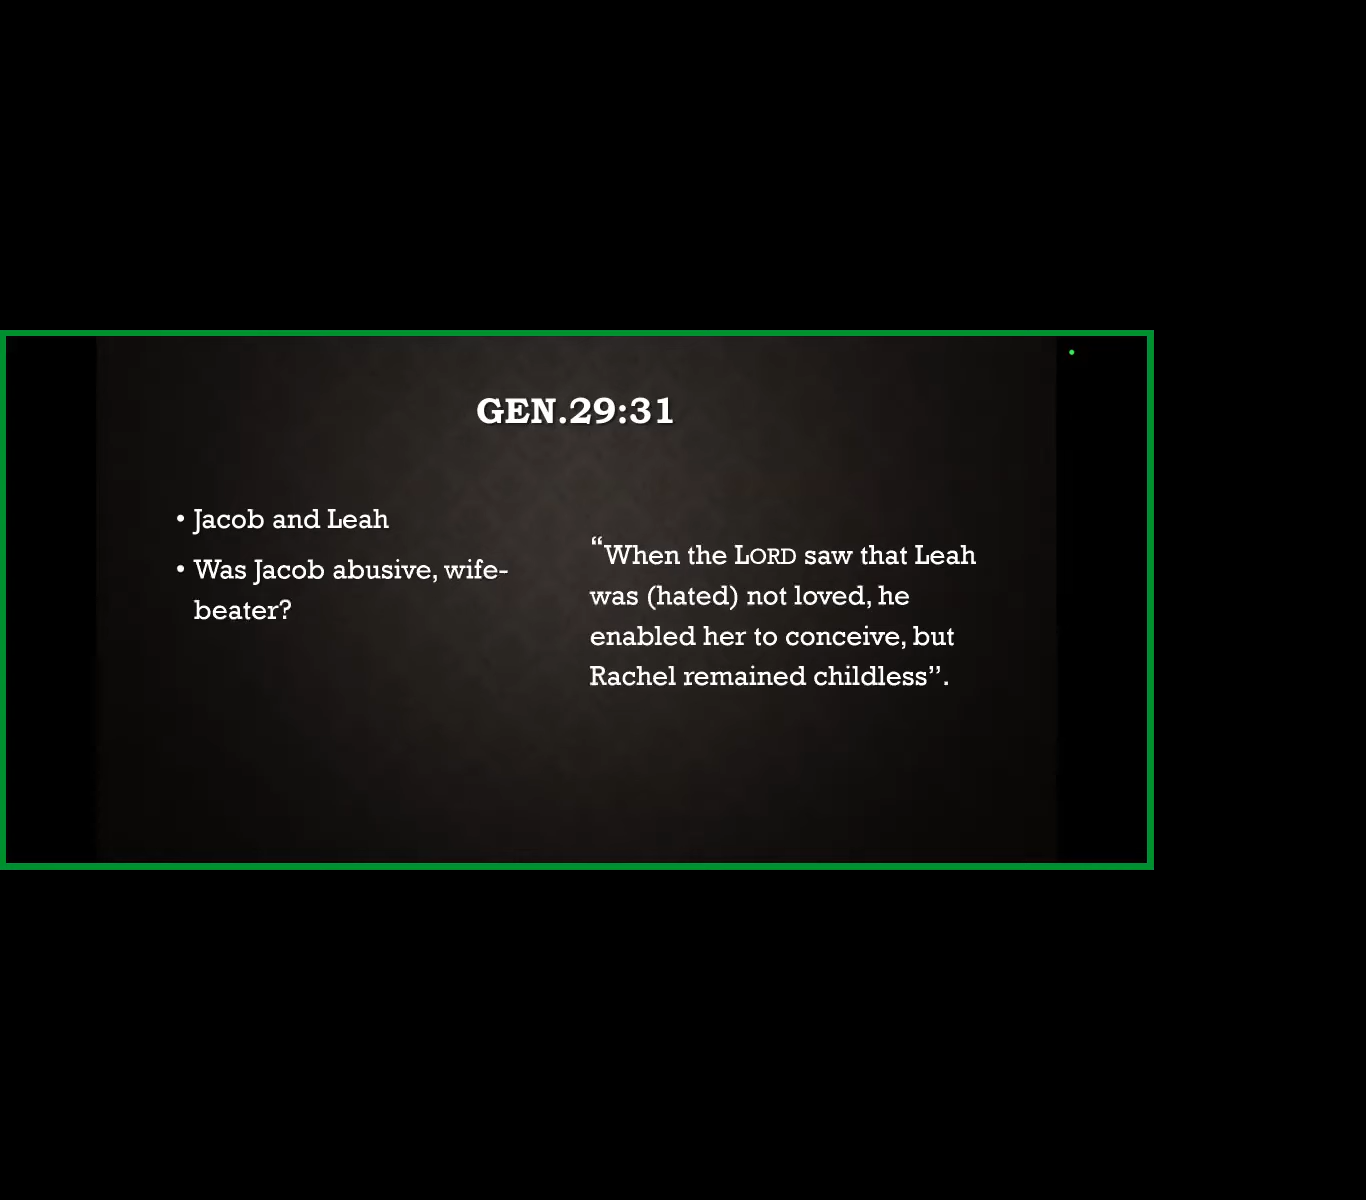 GEN.29:31
• Jacob and Leah
• Was Jacob abusive, wife-
beater?
“When the LORD saw that Leah
was (hated) not loved, he
enabled her to conceive, but
Rachel remained childless”.